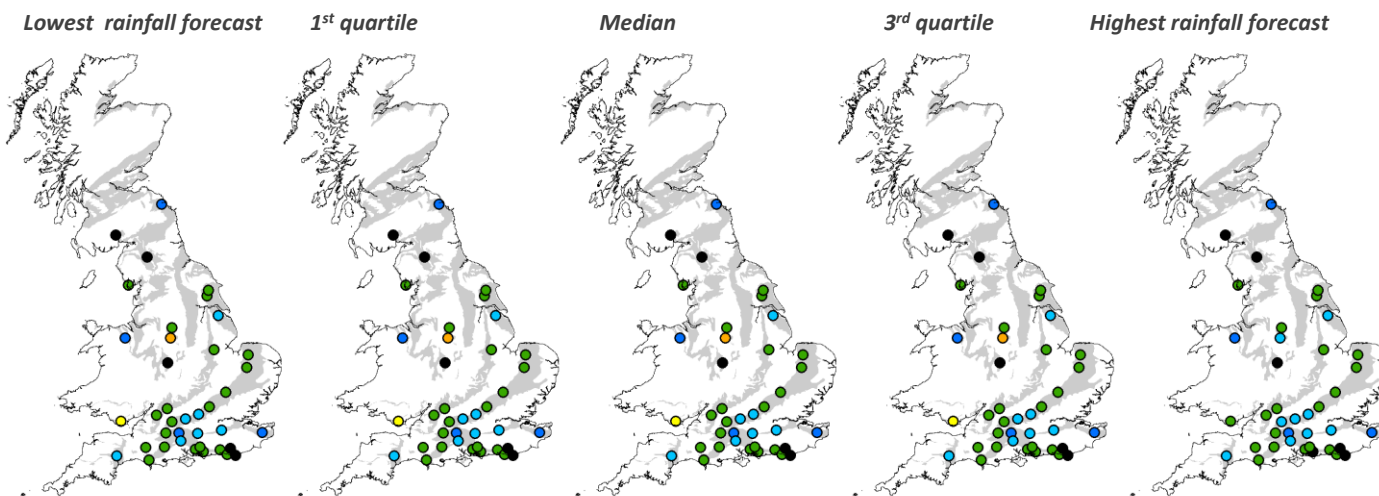 Lowest rainfall forecast
1st quartile
Median
3rd quartile
Highest rainfall forecast